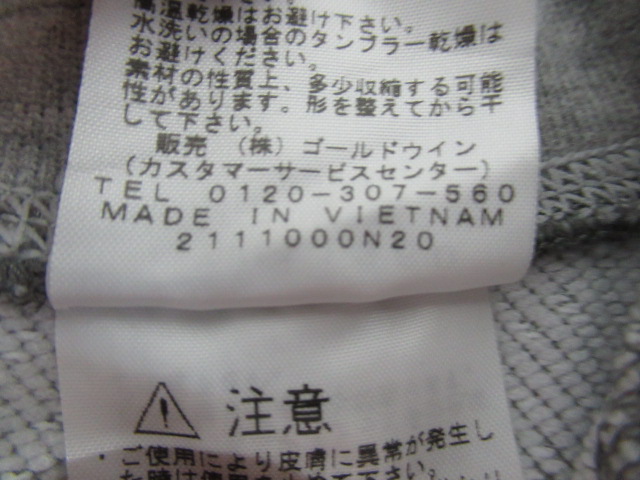 高温乾燥はお避け下さい。
水洗いの場合のタンブラー乾燥は
お避けください。
素材の性質上、多少収縮する可能
性があります。形を整えてから干
して下さい。
販売 (株) ゴールドウイン
(カスタマーサービスセンター)
TEL 0120-307-560
MADE IN VIETNAM
2111000N20
注意
・ご使用により皮膚に異常が発生し
た時は使用を